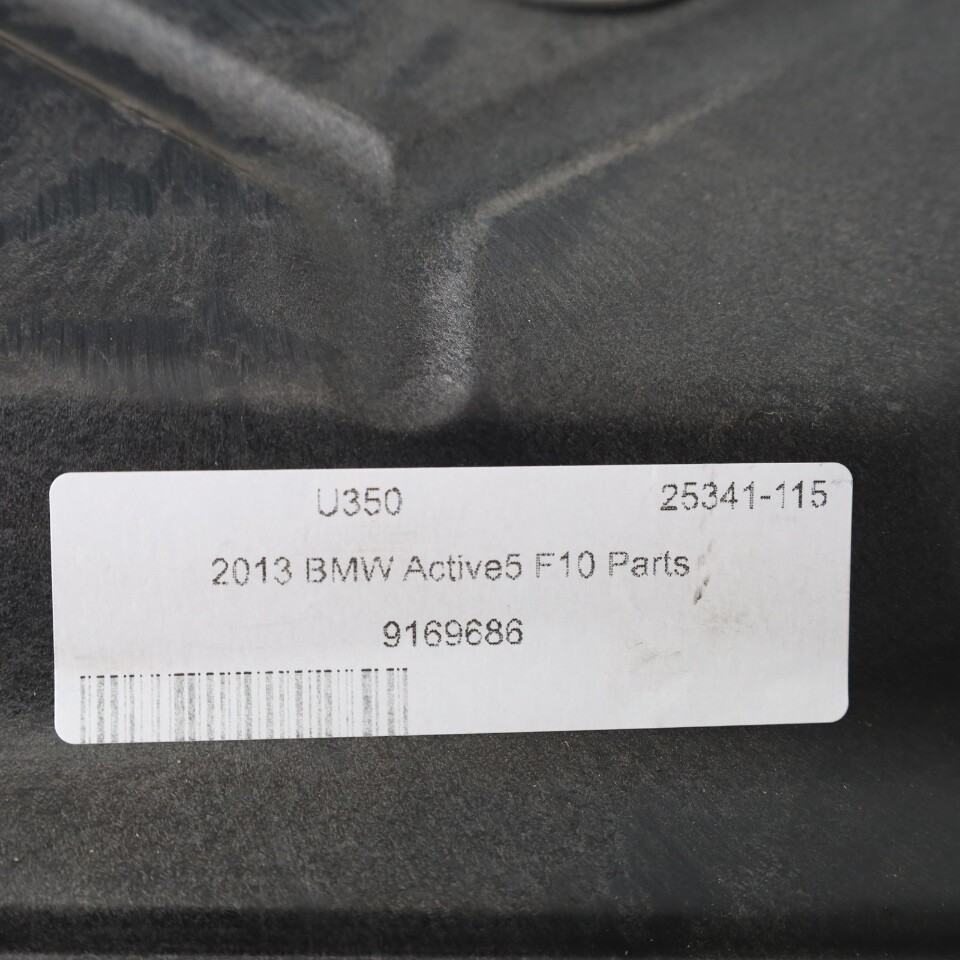 U350 25341-115
2013 BMW Active5 F10 Parts
9169686